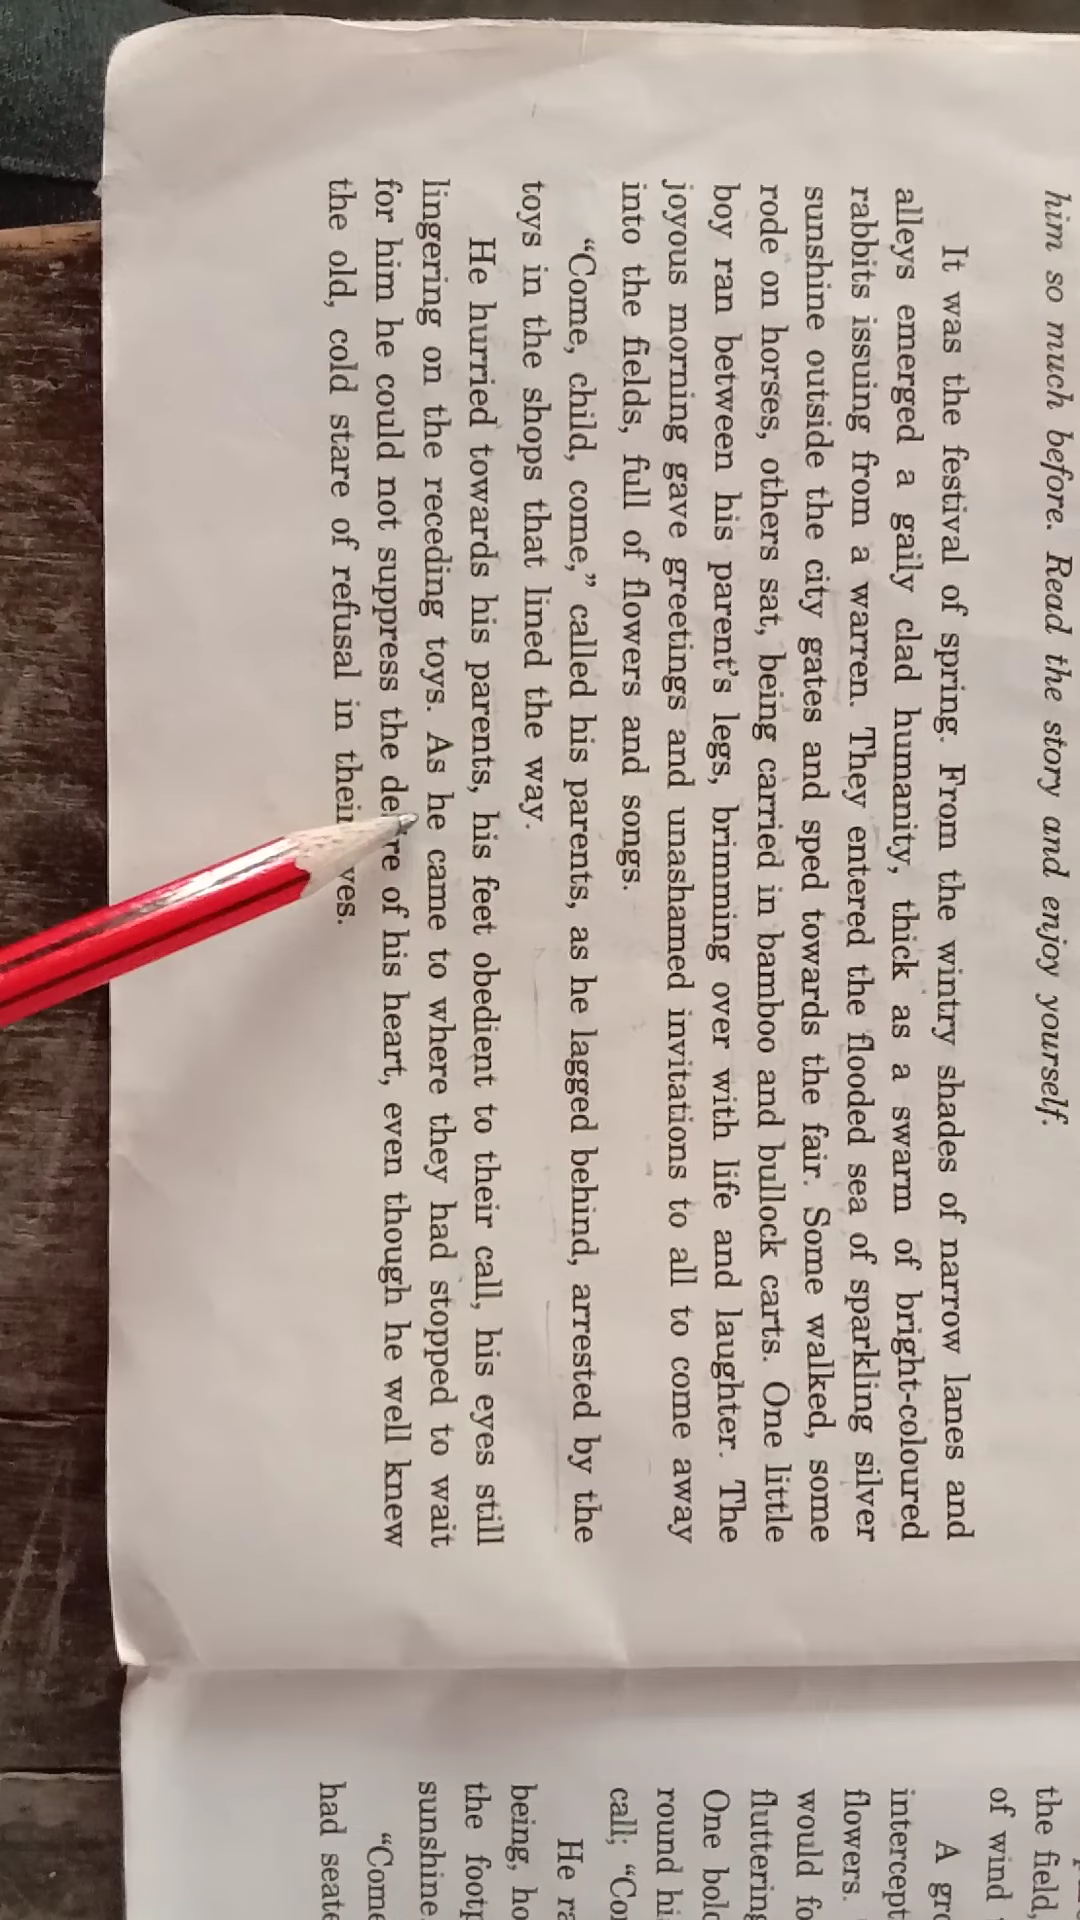 him so much before. Read the story and enjoy yourself.
It was the festival of spring. From the wintry shades of narrow lanes and
alleys emerged a gaily clad humanity, thick as a swarm of bright-coloured
rabbits issuing from a warren. They entered the flooded sea of sparkling silver
sunshine outside the city gates and sped towards the fair. Some walked, some
rode on horses, others sat, being carried in bamboo and bullock carts. One little
boy ran between his parent's legs, brimming over with life and laughter. The
joyous morning gave greetings and unashamed invitations to all to come away
into the fields, full of flowers and songs.
“Come, child, come,” called his parents, as he lagged behind, arrested by the
toys in the shops that lined the way.
He hurried towards his parents, his feet obedient to their call, his eyes still
lingering on the receding toys. As he came to where they had stopped to wait
for him he could not suppress the of his heart, even though he well knew
the old, cold stare of refusal in their
the field,
of wind
A
intercept
flowers.
would
fluttering
One
round
call;
He
being,
the
sunshine
“Come
had